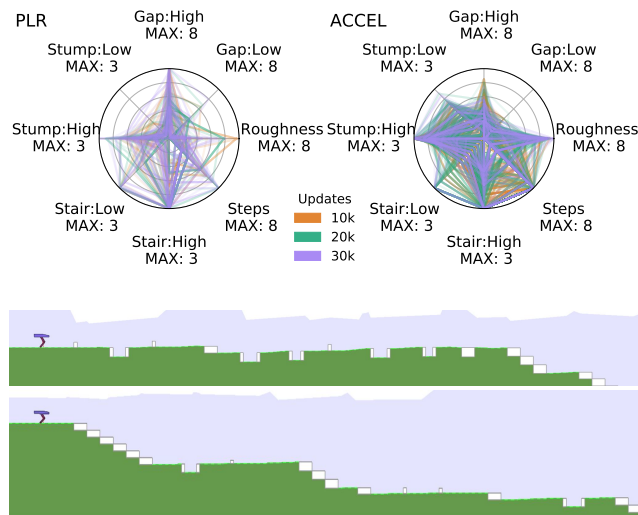 PLR
Gap:High
MAX: 8
Stump:Low
MAX: 3
Gap:Low
MAX: 8
Stump:High
MAX: 3
Roughness
MAX: 8
Stair:Low
MAX: 3
Steps
MAX: 8
Stair:High
MAX: 3
Updates
10k
20k
30k
ACCEL
Gap:High
MAX: 8
Stump:Low
MAX: 3
Gap:Low
MAX: 8
Stump:High
MAX: 3
Roughness
MAX: 8
Stair:Low
MAX: 3
Steps
MAX: 8
Stair:High
MAX: 3